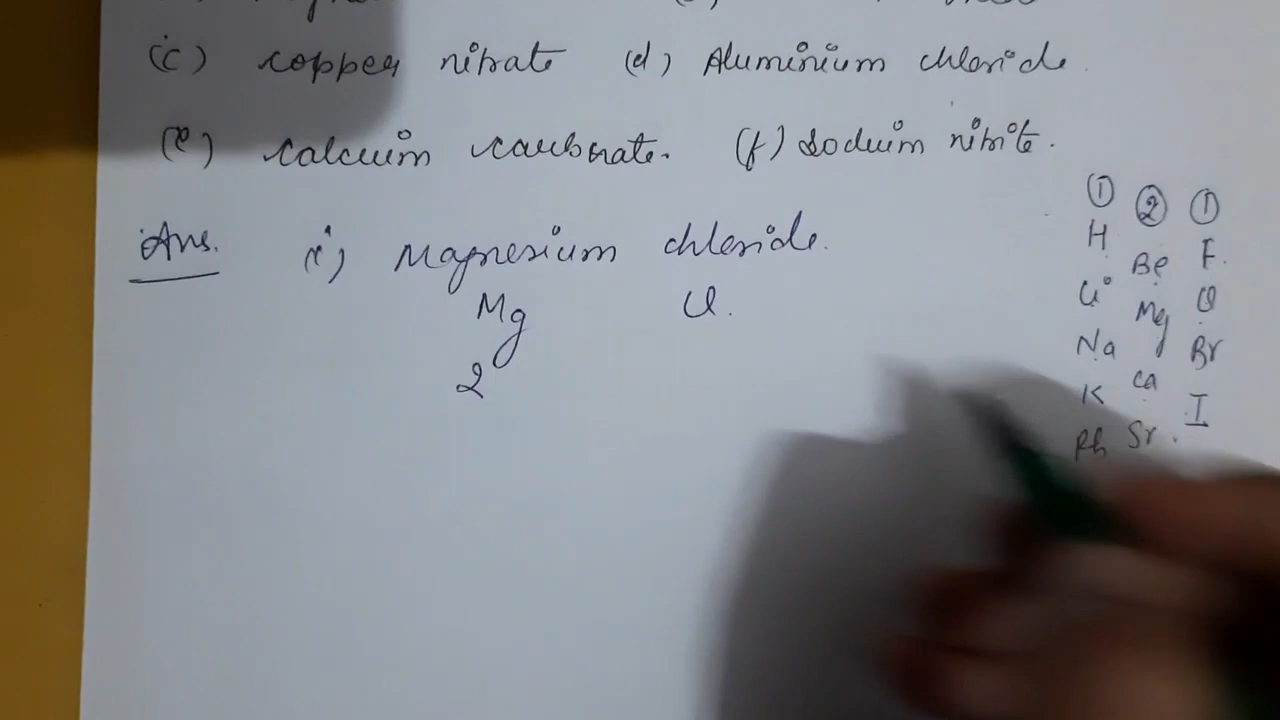 (c) copper nitrate (d) Aluminium chloride.
(e) calcium carbonate. (f) Sodium nitrite.
Ans. (i) Magnesium chloride.
Mg Cl.
2
① ② ①
H Be F.
Li Mg Cl
Na Ca Br
K Sr. I
Rb